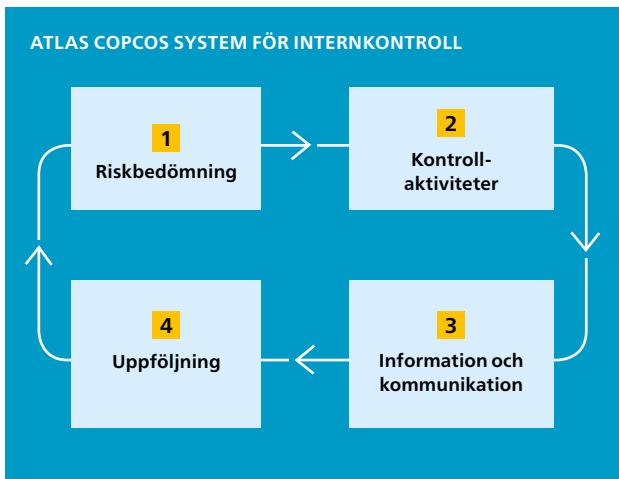 ATLAS COPCOS SYSTEM FÖR INTERNKONTROLL
1
Riskbedömning
2
Kontroll-
aktiviteter
4
Uppföljning
3
Information och
kommunikation